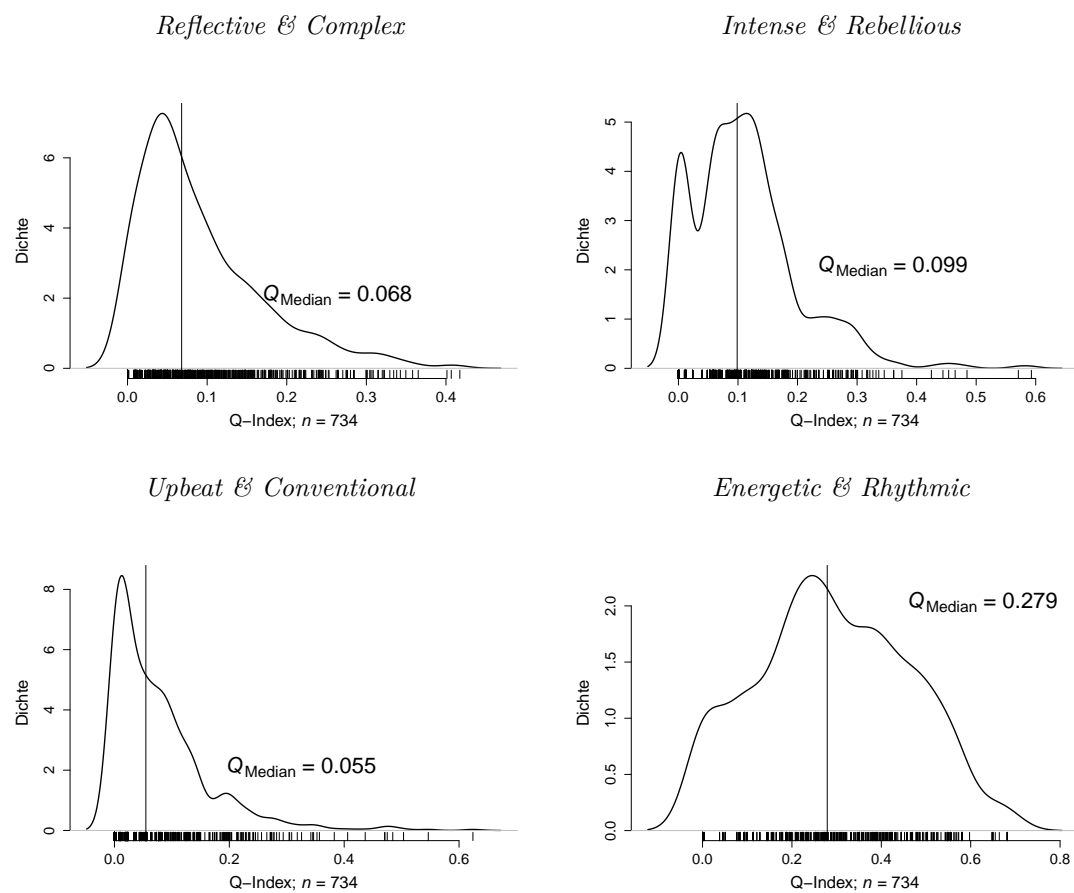 Reflective & Complex
Dichte
0
2
4
6
QMedian = 0.068
0.0 0.1 0.2 0.3 0.4
Q−Index; n = 734
Intense & Rebellious
Dichte
0
1
2
3
4
5
QMedian = 0.099
0.0 0.1 0.2 0.3 0.4 0.5 0.6
Q−Index; n = 734
Upbeat & Conventional
Dichte
0
2
4
6
8
QMedian = 0.055
0.0 0.2 0.4 0.6
Q−Index; n = 734
Energetic & Rhythmic
Dichte
0.0
0.5
1.0
1.5
2.0
QMedian = 0.279
0.0 0.2 0.4 0.6 0.8
Q−Index; n = 734